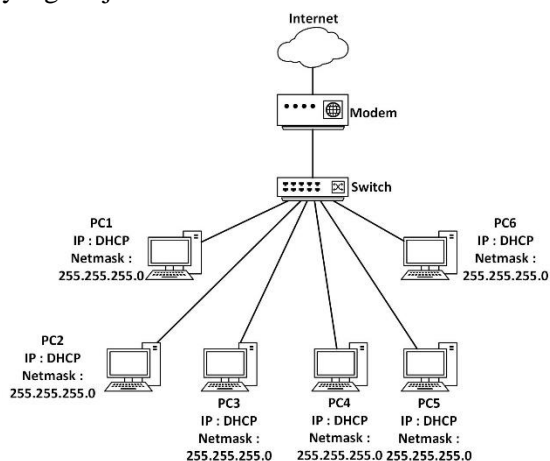 Internet
Modem
Switch
PC1
IP : DHCP
Netmask :
255.255.255.0
PC6
IP : DHCP
Netmask :
255.255.255.0
PC2
IP : DHCP
Netmask :
255.255.255.0
PC3
IP : DHCP
Netmask :
255.255.255.0
PC4
IP : DHCP
Netmask :
255.255.255.0
PC5
IP : DHCP
Netmask :
255.255.255.0